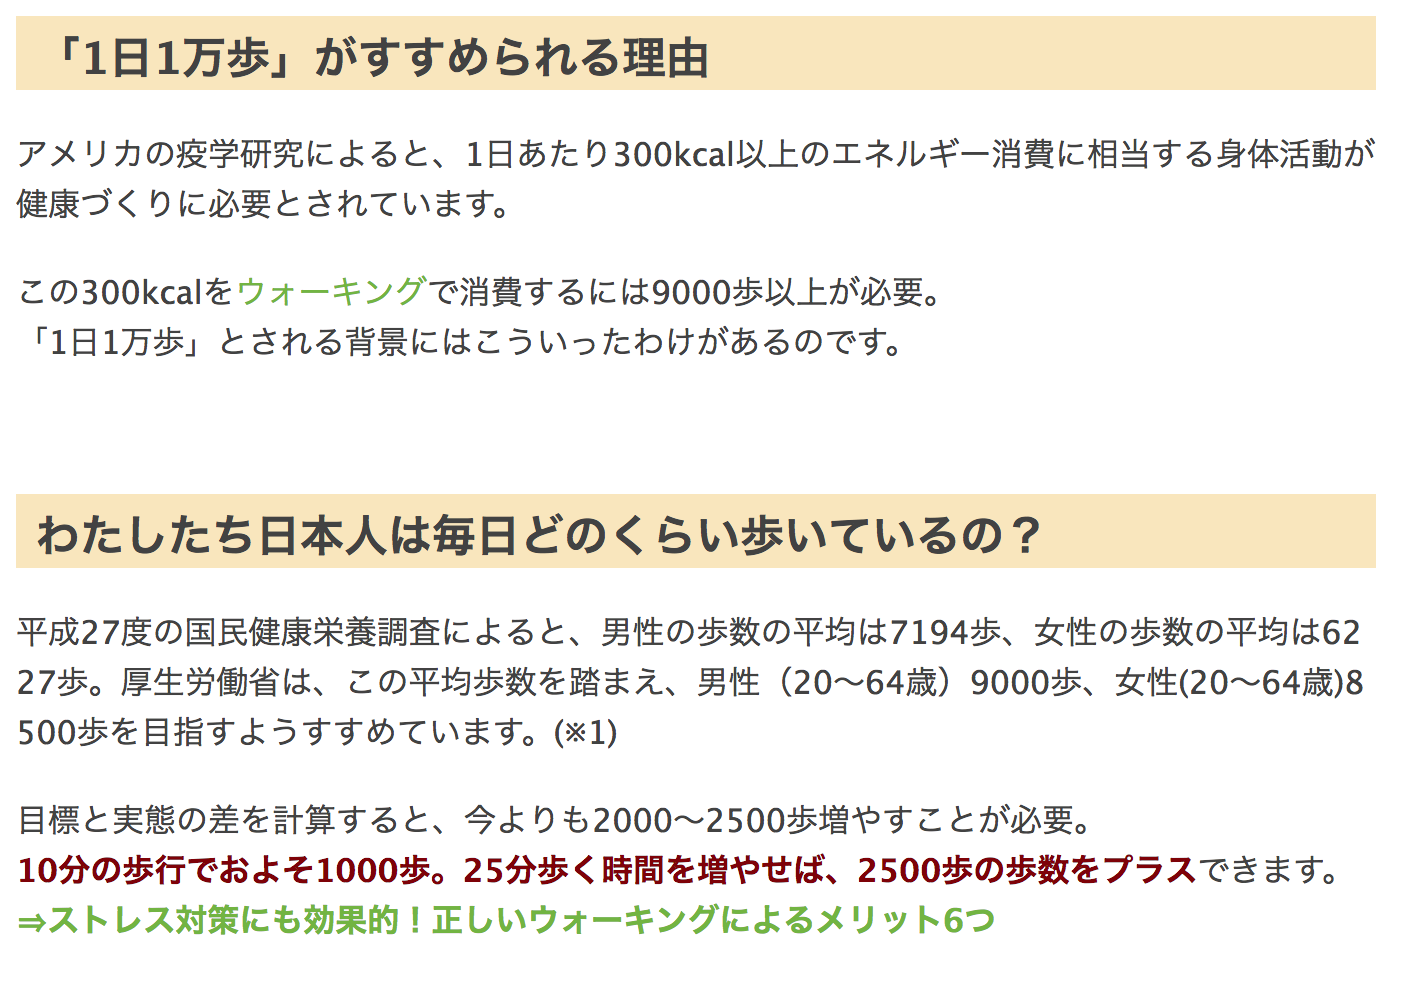 「1日1万歩」がすすめられる理由
アメリカの疫学研究によると、1日あたり300kcal以上のエネルギー消費に相当する身体活動が
健康づくりに必要とされています。
この300kcalをウォーキングで消費するには9000歩以上が必要。
「1日1万歩」とされる背景にはこういったわけがあるのです。
わたしたち日本人は毎日どのくらい歩いているの？
平成27度の国民健康栄養調査によると、男性の歩数の平均は7194歩、女性の歩数の平均は62
27歩。厚生労働省は、この平均歩数を踏まえ、男性（20〜64歳）9000歩、女性(20〜64歳)8
500歩を目指すようすすめています。(※1)
目標と実態の差を計算すると、今よりも2000〜2500歩増やすことが必要。
10分の歩行でおよそ1000歩。25分歩く時間を増やせば、2500歩の歩数をプラスできます。
⇒ストレス対策にも効果的！正しいウォーキングによるメリット6つ